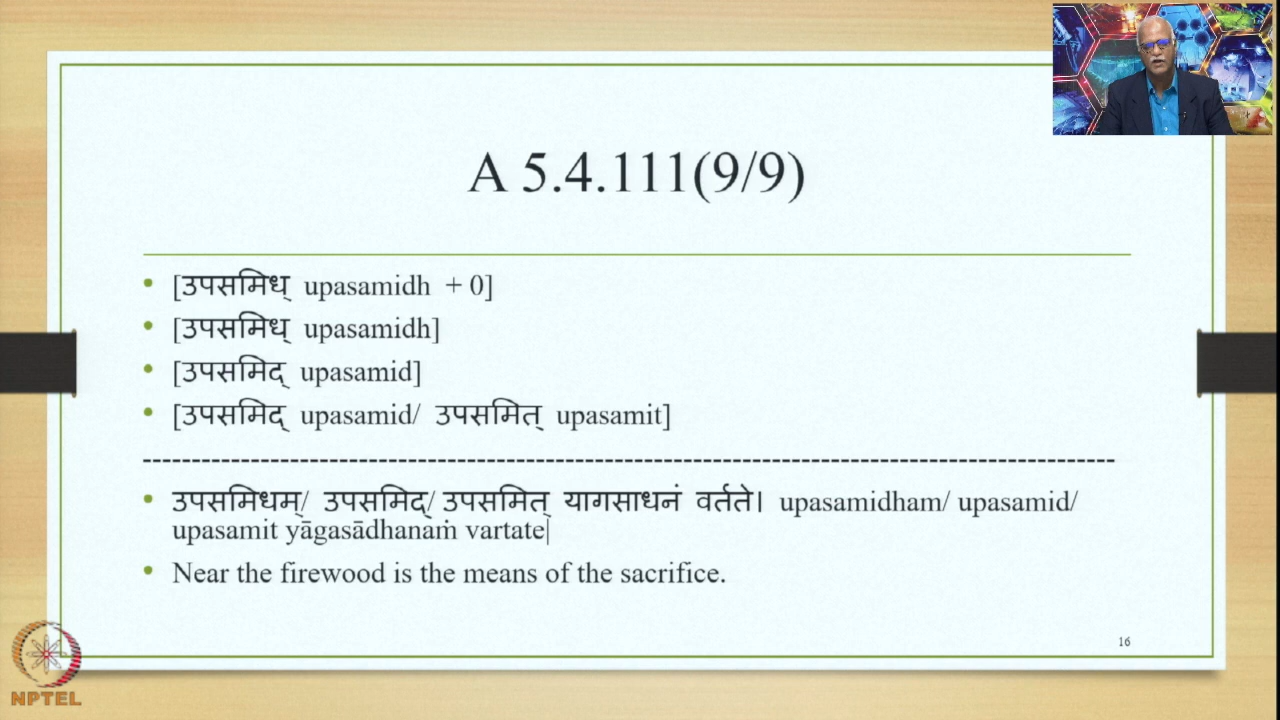 A 5.4.111(9/9)
[उपसमिध् upasamidh + 0]
[उपसमिध् upasamidh]
[उपसमिद् upasamid]
[उपसमिद् upasamid/ उपसमित् upasamit]
--------------------------------------------------------------------------------------------------
उपसमिधम्/ उपसमिद्/ उपसमित् यागसाधनं वर्तते। upasamidham/ upasamid/
upasamit yāgasādhanaṁ vartate|
Near the firewood is the means of the sacrifice.
16
NPTEL